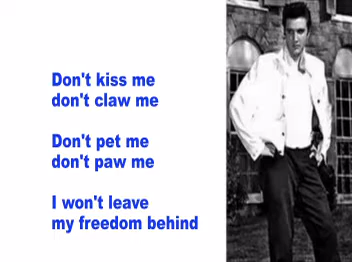 Don't kiss me
don't claw me
Don't pet me
don't paw me
I won't leave
my freedom behind